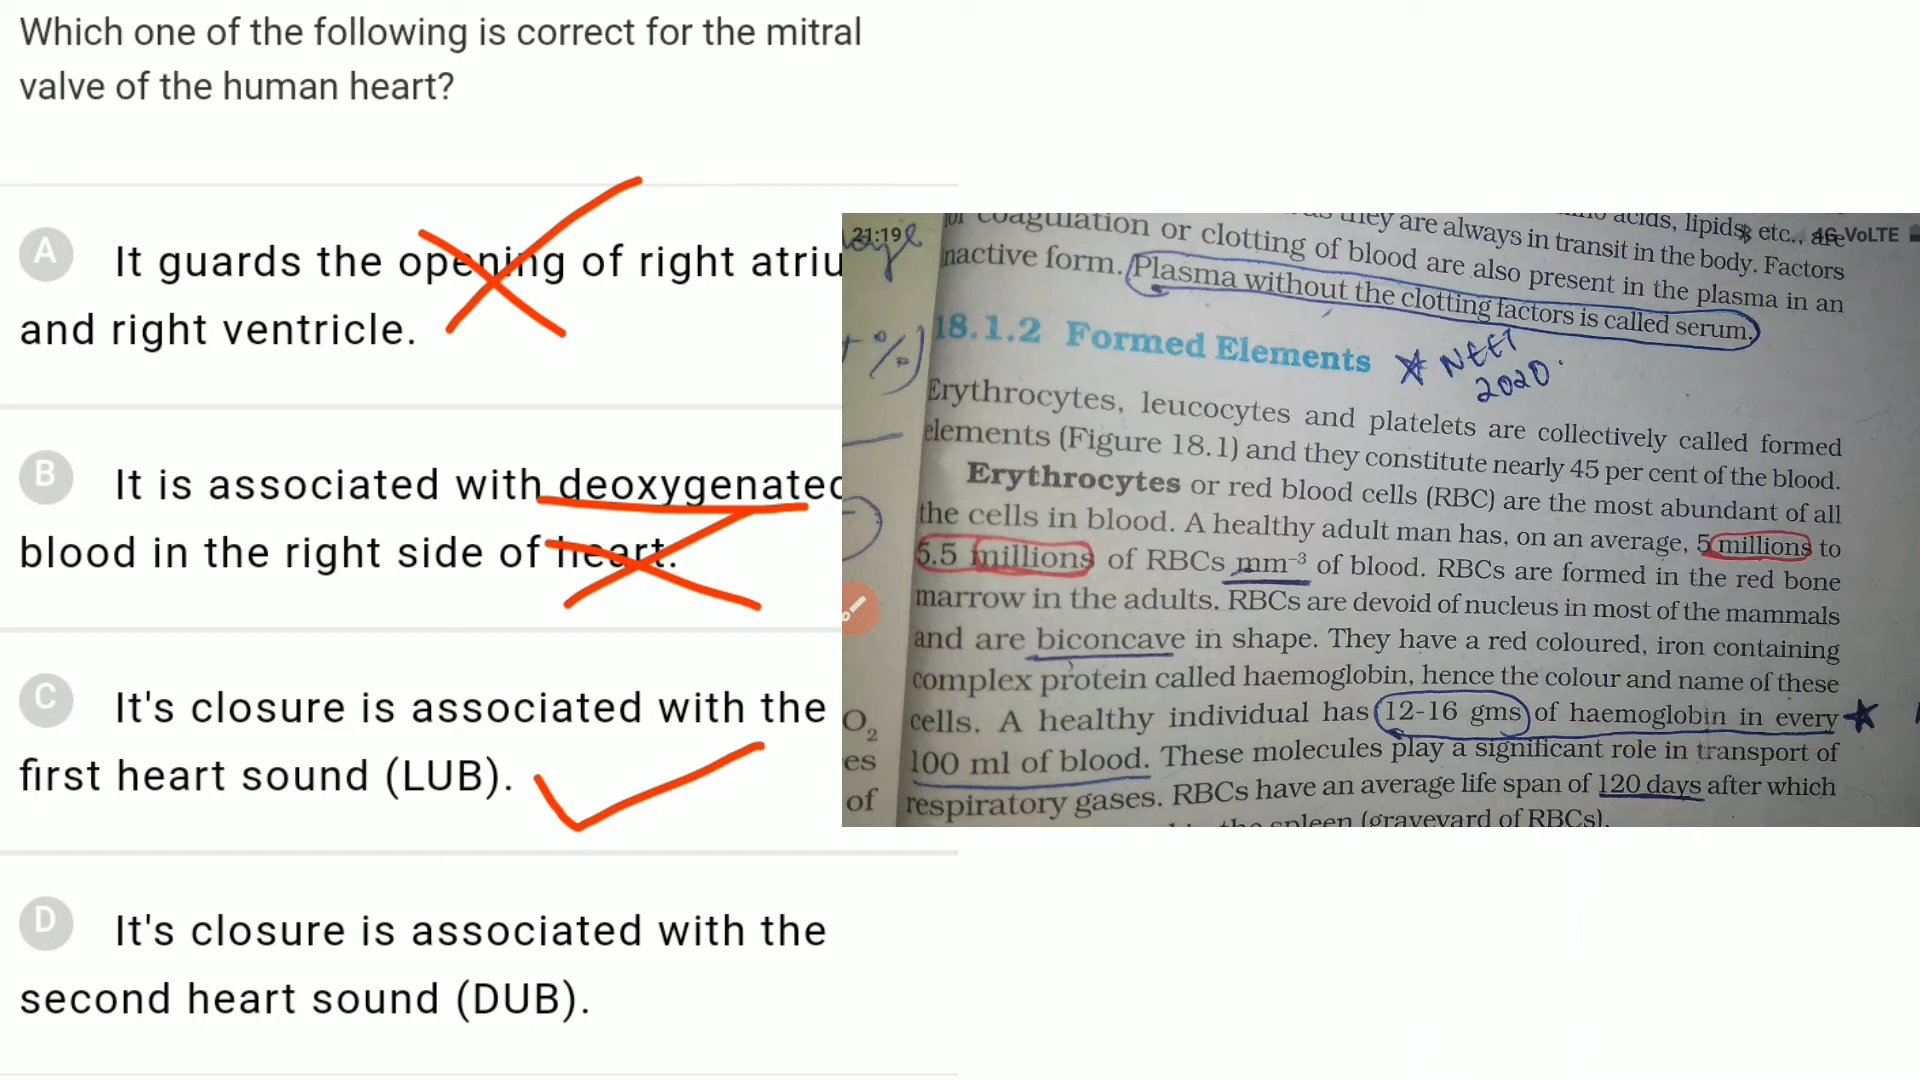 Which one of the following is correct for the mitral
valve of the human heart?
A It guards the opening of right atriu
and right ventricle.
B It is associated with deoxygenated
blood in the right side of heart.
C It's closure is associated with the
first heart sound (LUB).
D It's closure is associated with the
second heart sound (DUB).
21:19
4G VoLTE
acids, lipids, etc., are
they are always in transit in the body. Factors
coagulation or clotting of blood are also present in the plasma in an
inactive form. Plasma without the clotting factors is called serum.
18.1.2 Formed Elements
NEET
2020
%)
Erythrocytes, leucocytes and platelets are collectively called formed
elements (Figure 18.1) and they constitute nearly 45 per cent of the blood.
Erythrocytes or red blood cells (RBC) are the most abundant of all
the cells in blood. A healthy adult man has, on an average, 5 millions to
5.5 millions of RBCs mm-3 of blood. RBCs are formed in the red bone
marrow in the adults. RBCs are devoid of nucleus in most of the mammals
and are biconcave in shape. They have a red coloured, iron containing
complex protein called haemoglobin, hence the colour and name of these
cells. A healthy individual has 12-16 gms of haemoglobin in every
100 ml of blood. These molecules play a significant role in transport of
respiratory gases. RBCs have an average life span of 120 days after which
the spleen (graveyard of RBCs).
O2
es
of